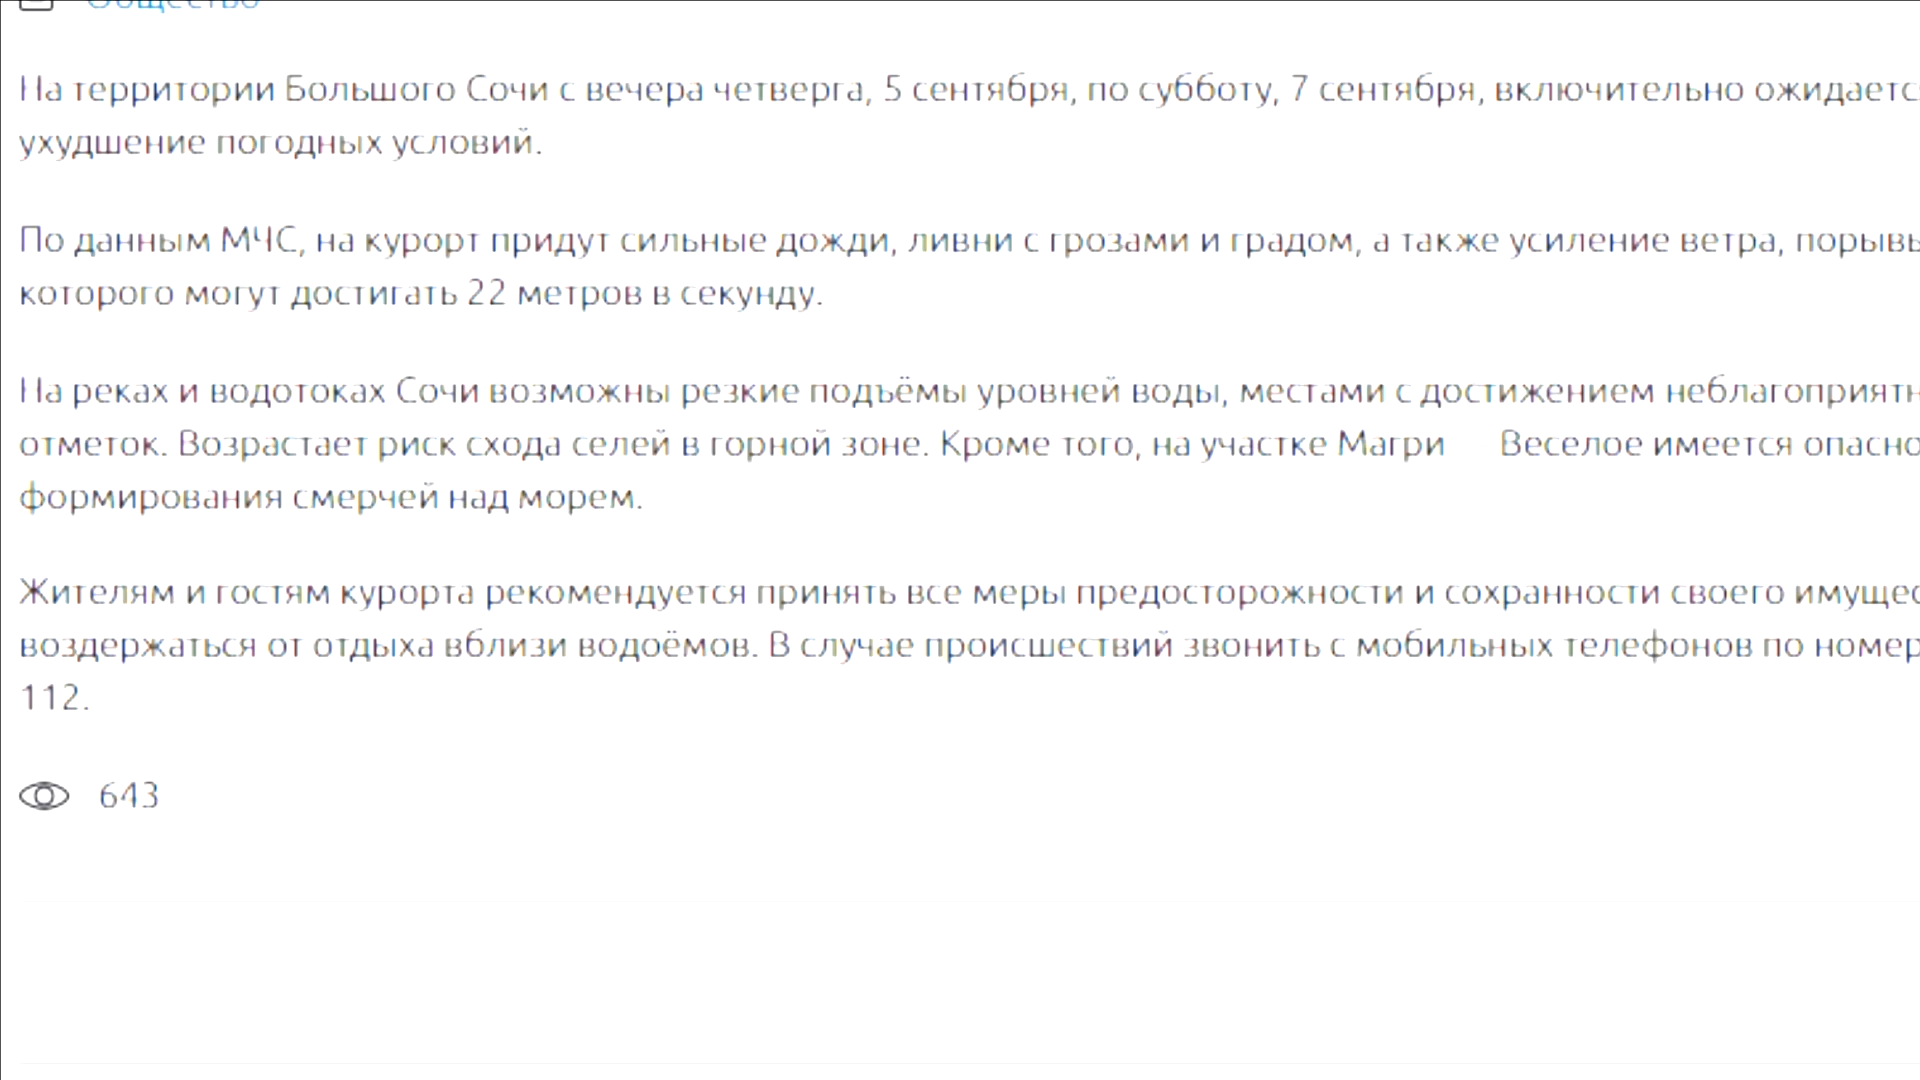 Общество
На территории Большого Сочи с вечера четверга, 5 сентября, по субботу, 7 сентября, включительно ожидаетс
ухудшение погодных условий.
По данным МЧС, на курорт придут сильные дожди, ливни с грозами и градом, а также усиление ветра, порывы
которого могут достигать 22 метров в секунду.
На реках и водотоках Сочи возможны резкие подъёмы уровней воды, местами с достижением неблагоприятн
отметок. Возрастает риск схода селей в горной зоне. Кроме того, на участке Магри Веселое имеется опасно
формирования смерчей над морем.
Жителям и гостям курорта рекомендуется принять все меры предосторожности и сохранности своего имущес
воздержаться от отдыха вблизи водоёмов. В случае происшествий звонить с мобильных телефонов по номер
112.
643